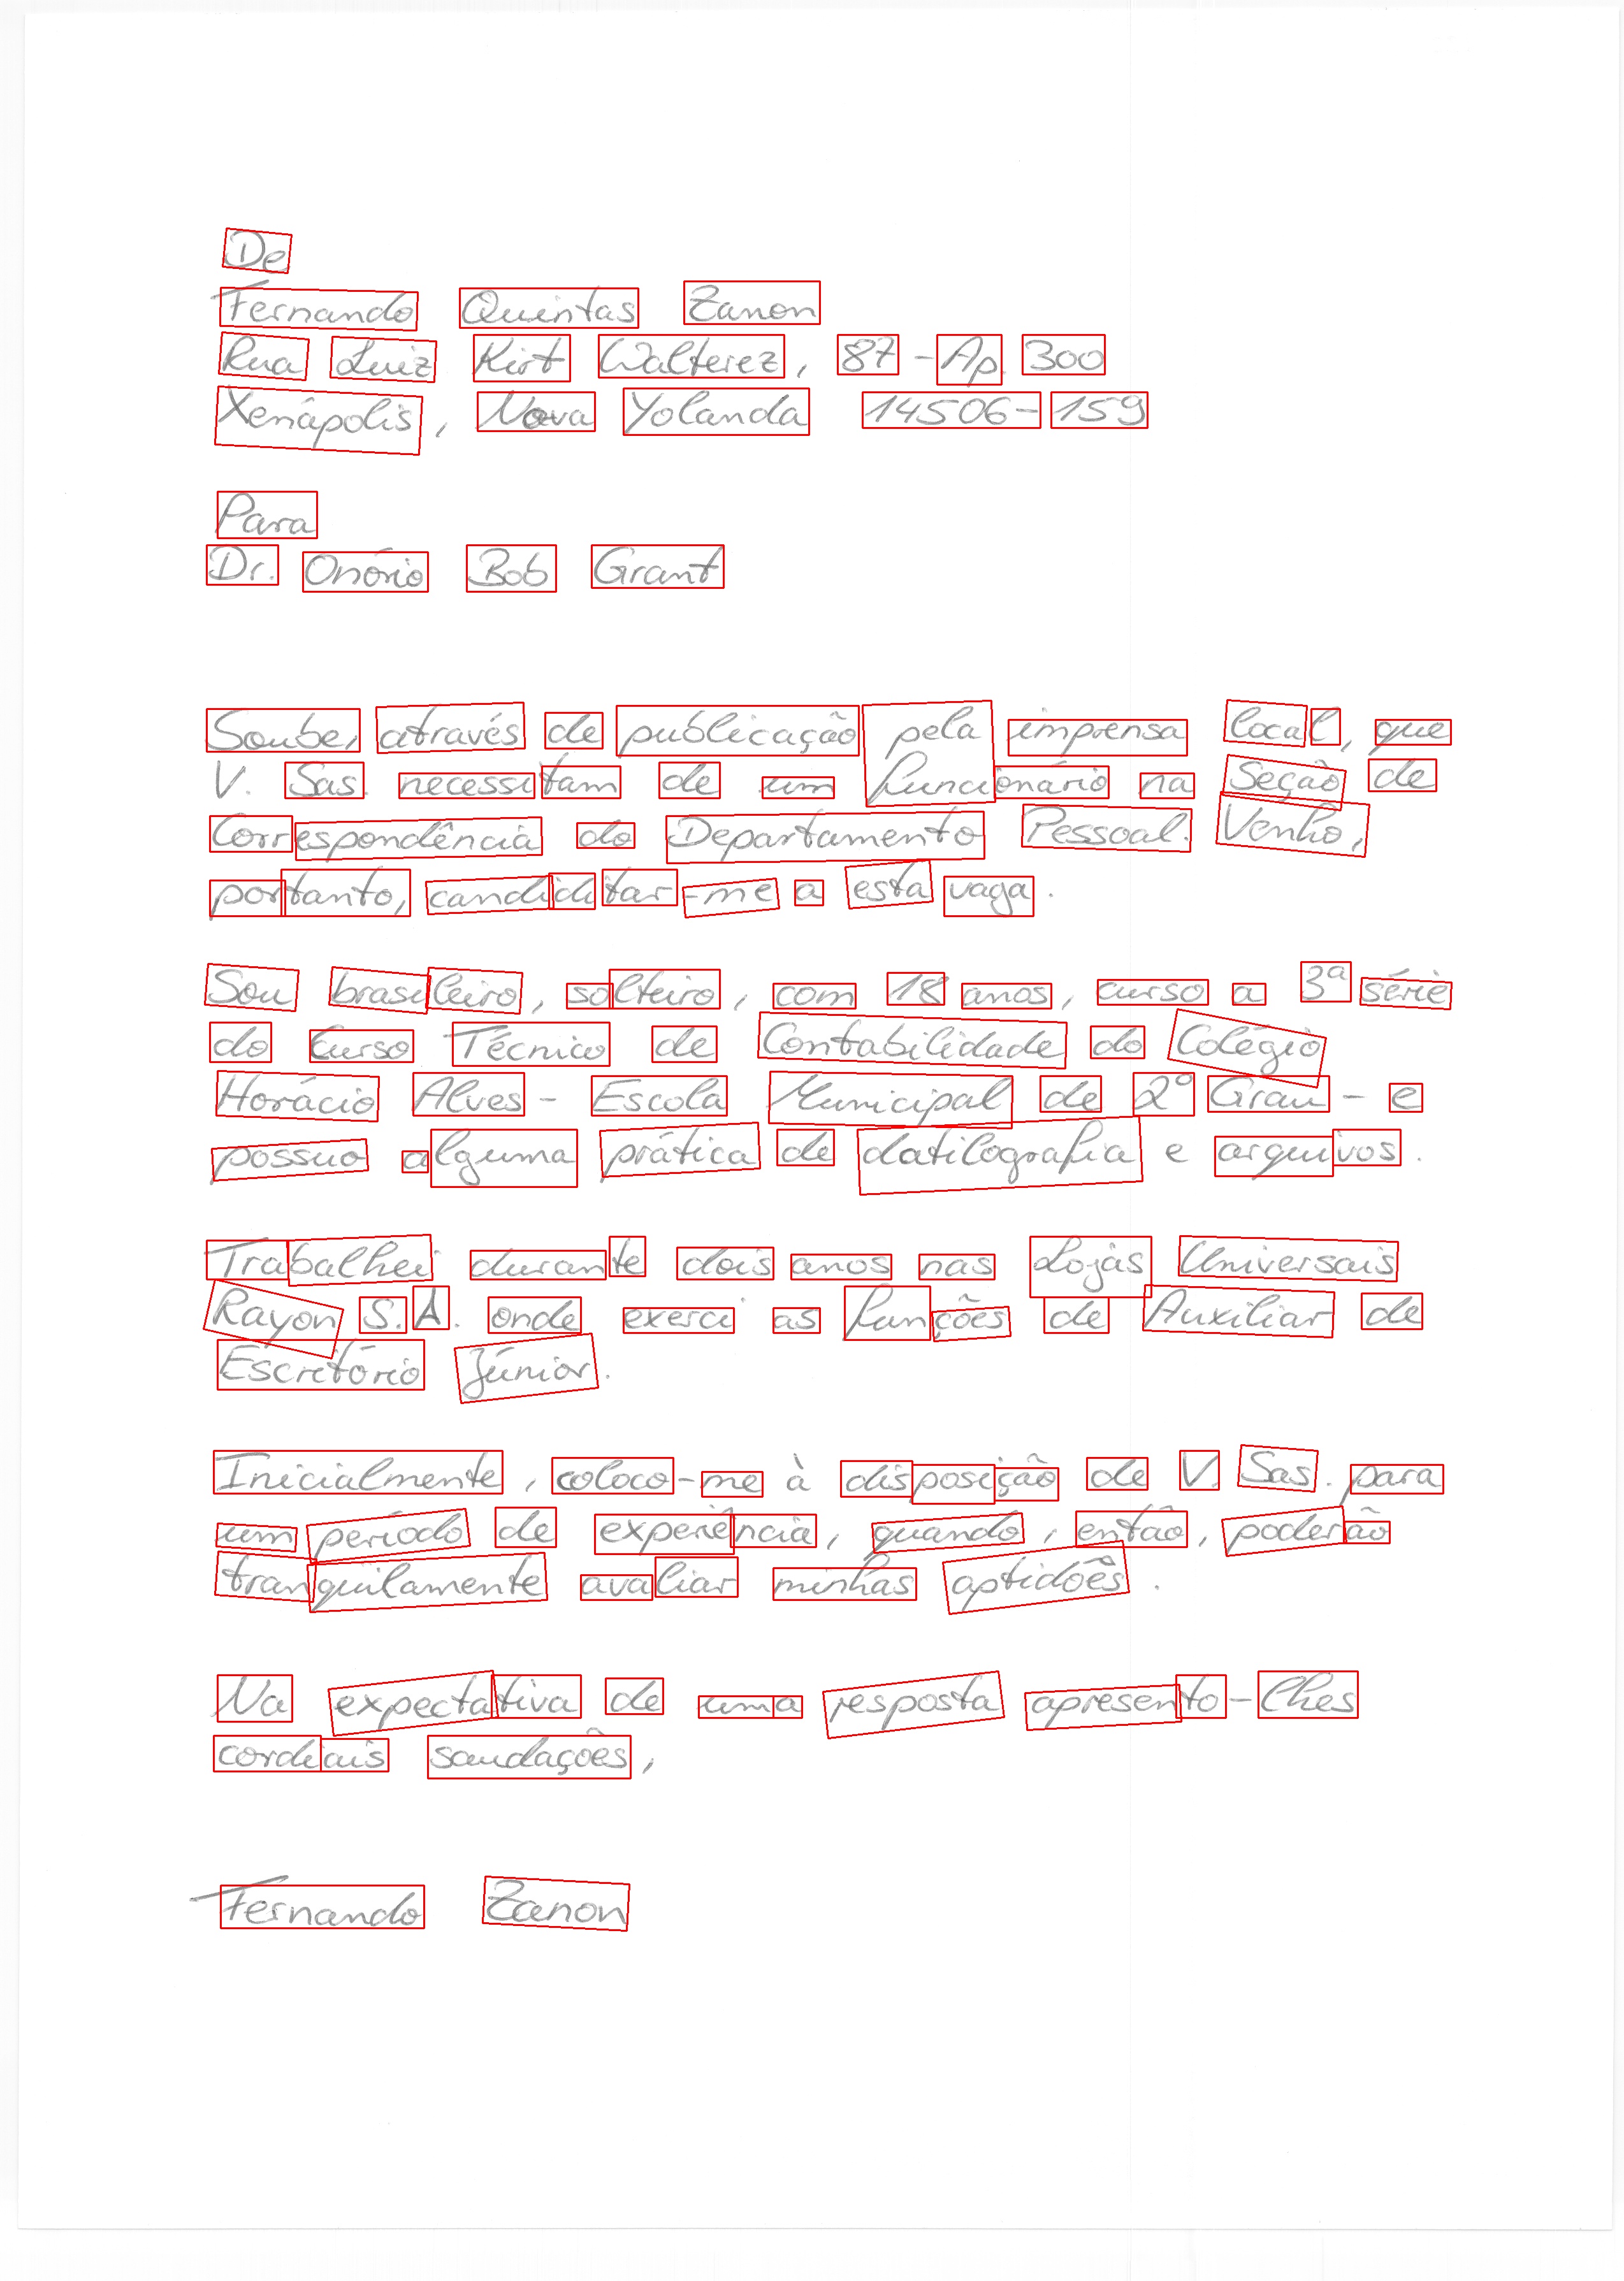 De
Fernando Quintas Zanon
Rua Luiz Kirt Walterez, 87 - Ap. 300
Xenápolis, Nova Yolanda 14506-159
Para
Dr. Onório Bob Grant
Soube, através de publicação pela imprensa local, que
V. Sas. necessitam de um funcionário na Seção de
Correspondência do Departamento Pessoal. Venho,
portanto, candiditar-me a esta vaga.
Sou brasileiro, solteiro, com 18 anos, curso a 3ª série
do Curso Técnico de Contabilidade do Colégio
Horácio Alves - Escola Municipal de 2º Grau - e
possuo alguma prática de datilografia e arquivos.
Trabalhei durante dois anos nas Lojas Universais
Rayon S.A. onde exerci as funções de Auxiliar de
Escritório Júnior.
Inicialmente, coloco-me à disposição de V. Sas. para
um período de experiência, quando, então, poderão
tranquilamente avaliar minhas aptidões.
Na expectativa de uma resposta apresento-lhes
cordiais saudações,
Fernando Zanon